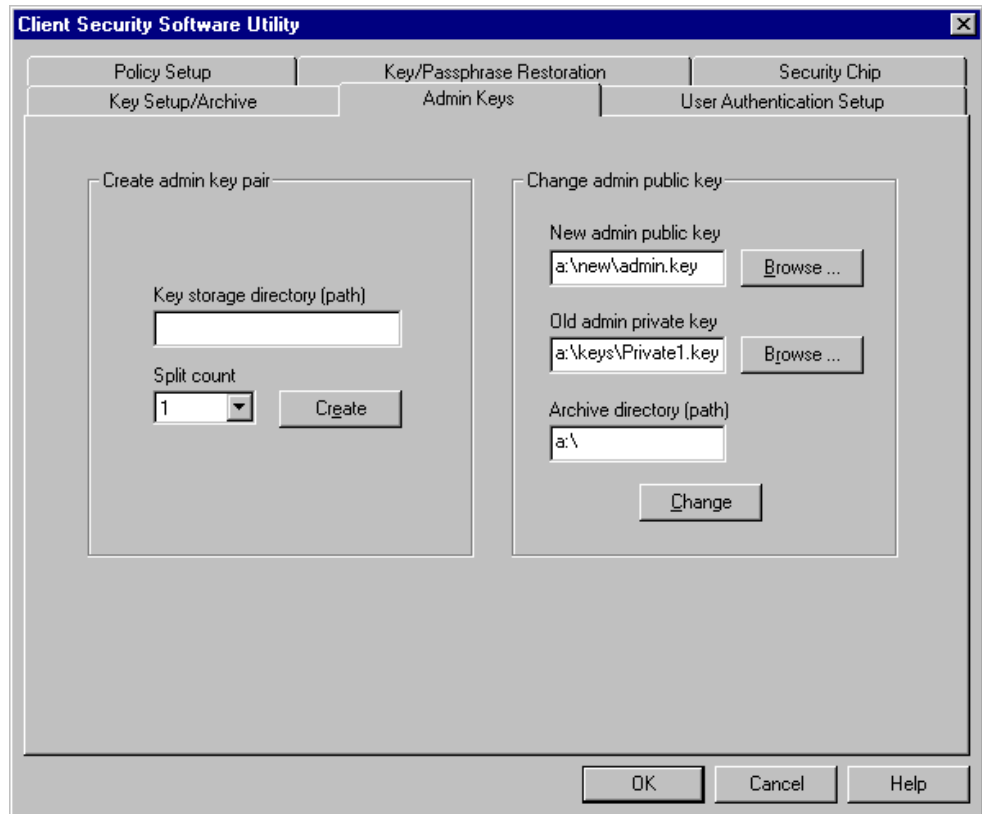 Client Security Software Utility
Policy Setup Key/Passphrase Restoration Security Chip
Key Setup/Archive Admin Keys User Authentication Setup
Create admin key pair
Key storage directory (path)
Split count
1 Create
Change admin public key
New admin public key
a:\new\admin.key Browse ...
Old admin private key
a:\keys\Private1.key Browse ...
Archive directory (path)
a:\
Change
OK Cancel Help